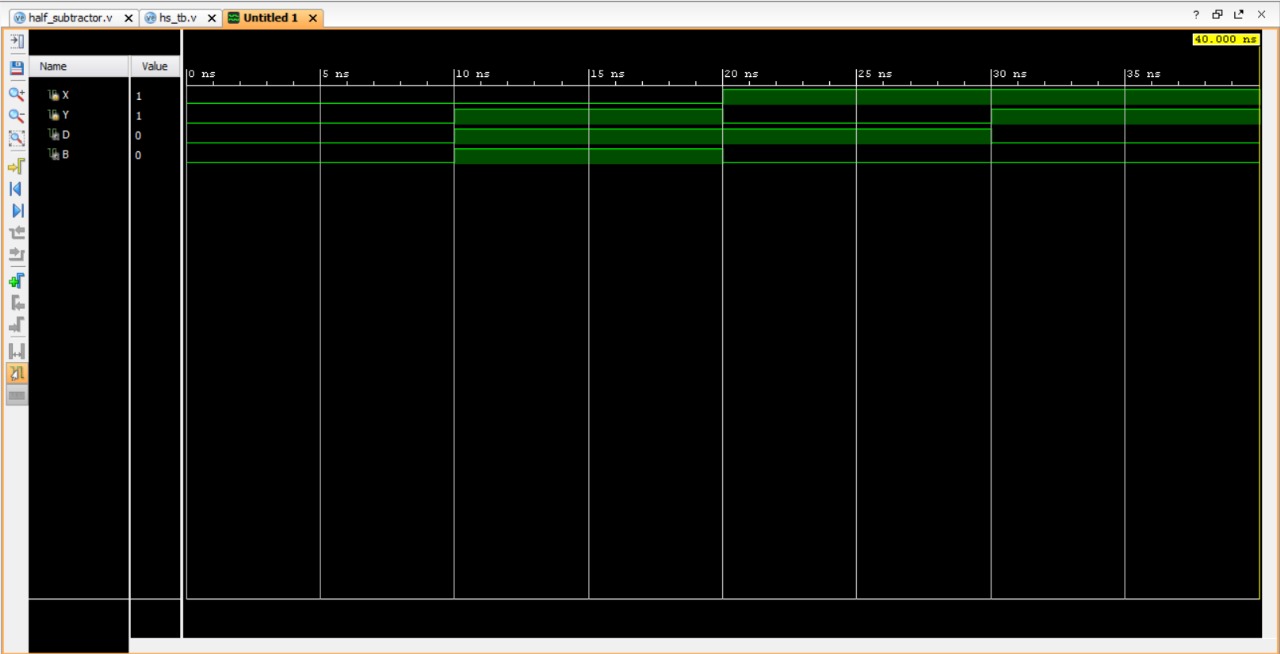 half_subtractor.v hs_tb.v Untitled 1
40.000 ns
Name Value
0 ns 5 ns 10 ns 15 ns 20 ns 25 ns 30 ns 35 ns
X 1
Y 1
D 0
B 0